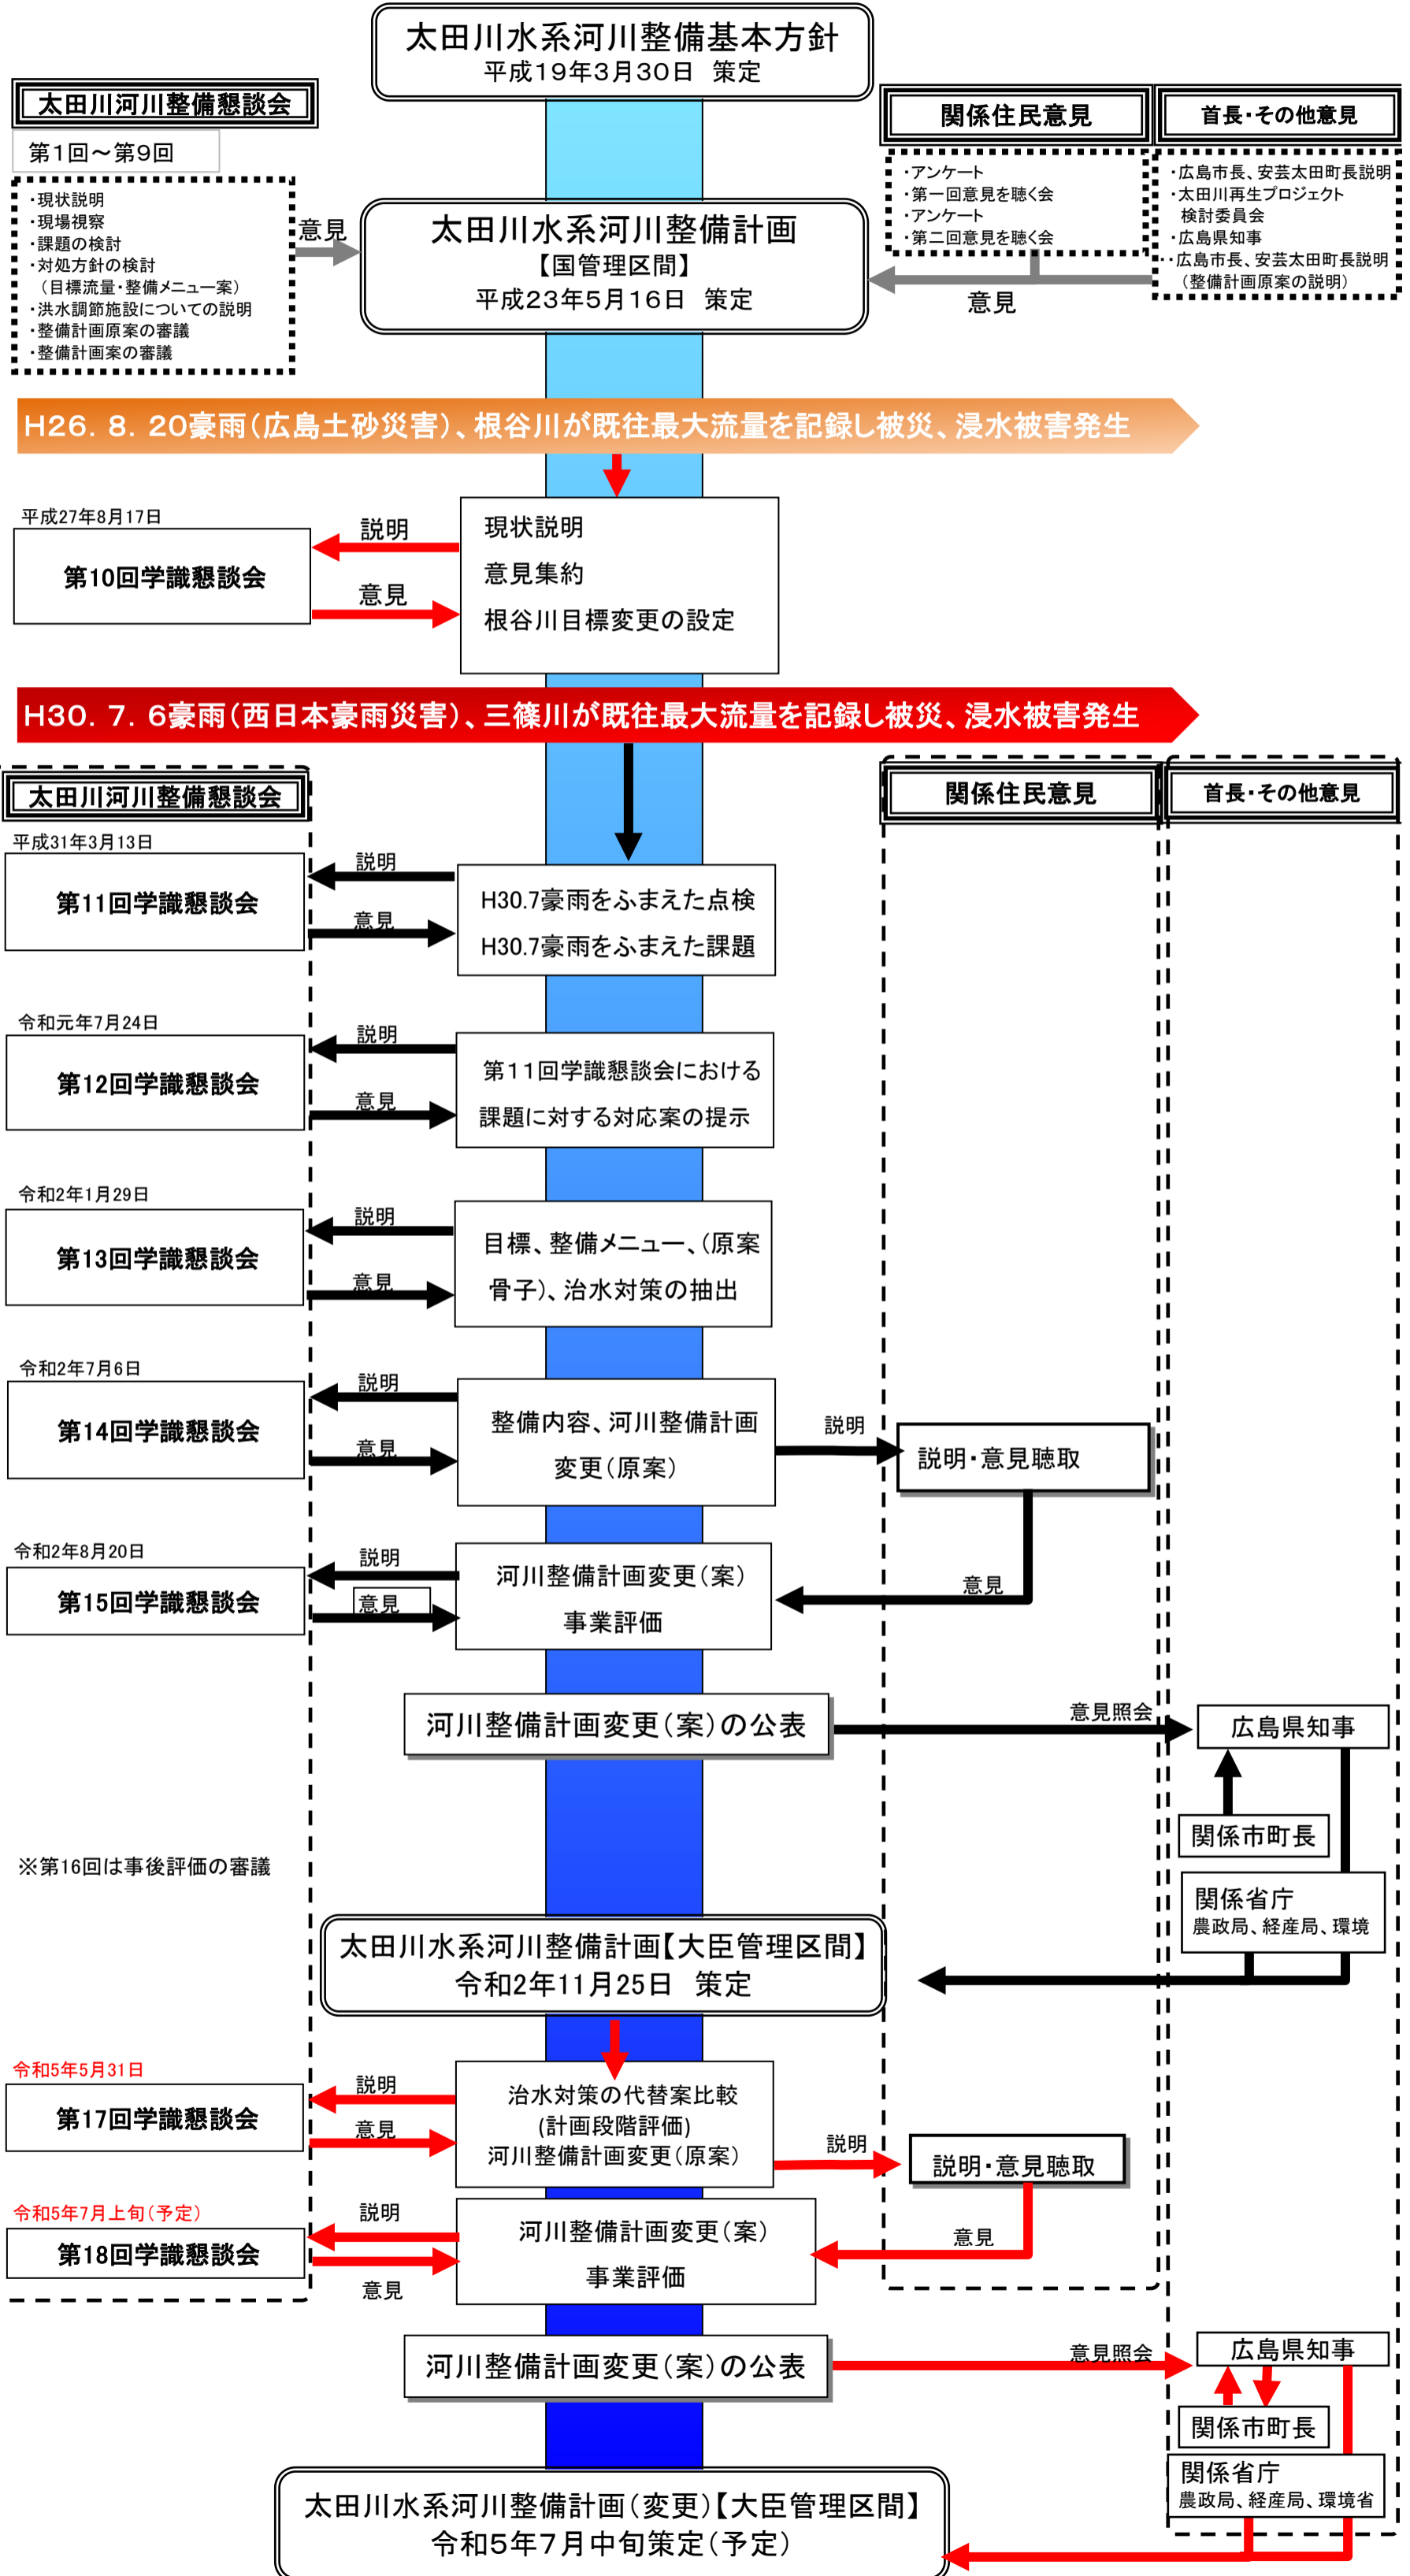 太田川水系河川整備基本方針
平成19年3月30日 策定
太田川河川整備懇談会
第1回～第9回
・現状説明
・現場視察
・課題の検討
・対処方針の検討
（目標流量・整備メニュー案）
・洪水調節施設についての説明
・整備計画原案の審議
・整備計画案の審議
意見
太田川水系河川整備計画
【国管理区間】
平成23年5月16日 策定
関係住民意見
・アンケート
・第一回意見を聴く会
・アンケート
・第二回意見を聴く会
首長・その他意見
・広島市長、安芸太田町長説明
・太田川再生プロジェクト
検討委員会
・広島県知事
・・広島市長、安芸太田町長説明
（整備計画原案の説明）
意見
H26．8．20豪雨（広島土砂災害）、根谷川が既往最大流量を記録し被災、浸水被害発生
平成27年8月17日
第10回学識懇談会
説明
意見
現状説明
意見集約
根谷川目標変更の設定
H30．7．6豪雨（西日本豪雨災害）、三篠川が既往最大流量を記録し被災、浸水被害発生
太田川河川整備懇談会
関係住民意見
首長・その他意見
平成31年3月13日
第11回学識懇談会
説明
意見
H30.7豪雨をふまえた点検
H30.7豪雨をふまえた課題
令和元年7月24日
第12回学識懇談会
説明
意見
第11回学識懇談会における
課題に対する対応案の提示
令和2年1月29日
第13回学識懇談会
説明
意見
目標、整備メニュー、（原案
骨子）、治水対策の抽出
令和2年7月6日
第14回学識懇談会
説明
意見
整備内容、河川整備計画
変更（原案）
説明
説明・意見聴取
意見
令和2年8月20日
第15回学識懇談会
説明
意見
河川整備計画変更（案）
事業評価
河川整備計画変更（案）の公表
意見照会
広島県知事
関係市町長
関係省庁
農政局、経産局、環境
※第16回は事後評価の審議
太田川水系河川整備計画【大臣管理区間】
令和2年11月25日 策定
令和5年5月31日
第17回学識懇談会
説明
意見
治水対策の代替案比較
(計画段階評価)
河川整備計画変更（原案）
説明
説明・意見聴取
意見
令和5年7月上旬（予定）
第18回学識懇談会
説明
意見
河川整備計画変更（案）
事業評価
河川整備計画変更（案）の公表
意見照会
広島県知事
関係市町長
関係省庁
農政局、経産局、環境省
太田川水系河川整備計画（変更）【大臣管理区間】
令和5年7月中旬策定（予定）